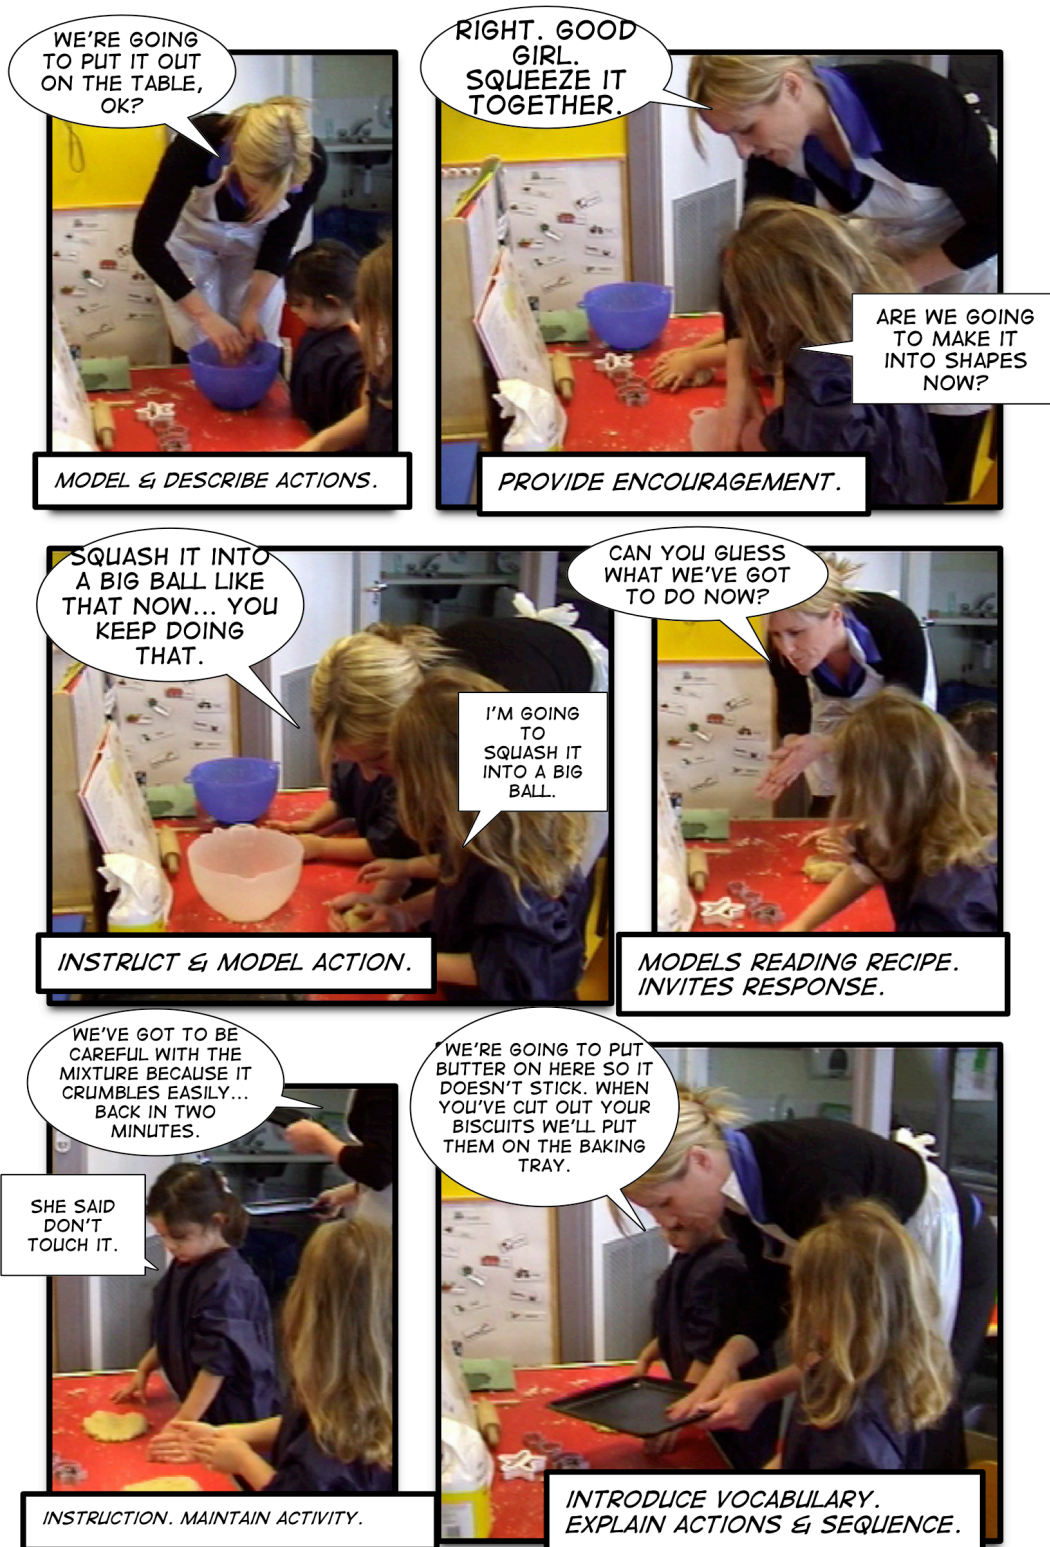 WE'RE GOING
TO PUT IT OUT
ON THE TABLE,
OK?
MODEL & DESCRIBE ACTIONS.
RIGHT. GOOD
GIRL.
SQUEEZE IT
TOGETHER.
ARE WE GOING
TO MAKE IT
INTO SHAPES
NOW?
PROVIDE ENCOURAGEMENT.
SQUASH IT INTO
A BIG BALL LIKE
THAT NOW... YOU
KEEP DOING
THAT.
I'M GOING
TO
SQUASH IT
INTO A BIG
BALL.
INSTRUCT & MODEL ACTION.
CAN YOU GUESS
WHAT WE'VE GOT
TO DO NOW?
MODELS READING RECIPE.
INVITES RESPONSE.
WE'VE GOT TO BE
CAREFUL WITH THE
MIXTURE BECAUSE IT
CRUMBLES EASILY...
BACK IN TWO
MINUTES.
SHE SAID
DON'T
TOUCH IT.
INSTRUCTION. MAINTAIN ACTIVITY.
WE'RE GOING TO PUT
BUTTER ON HERE SO IT
DOESN'T STICK. WHEN
YOU'VE CUT OUT YOUR
BISCUITS WE'LL PUT
THEM ON THE BAKING
TRAY.
INTRODUCE VOCABULARY.
EXPLAIN ACTIONS & SEQUENCE.